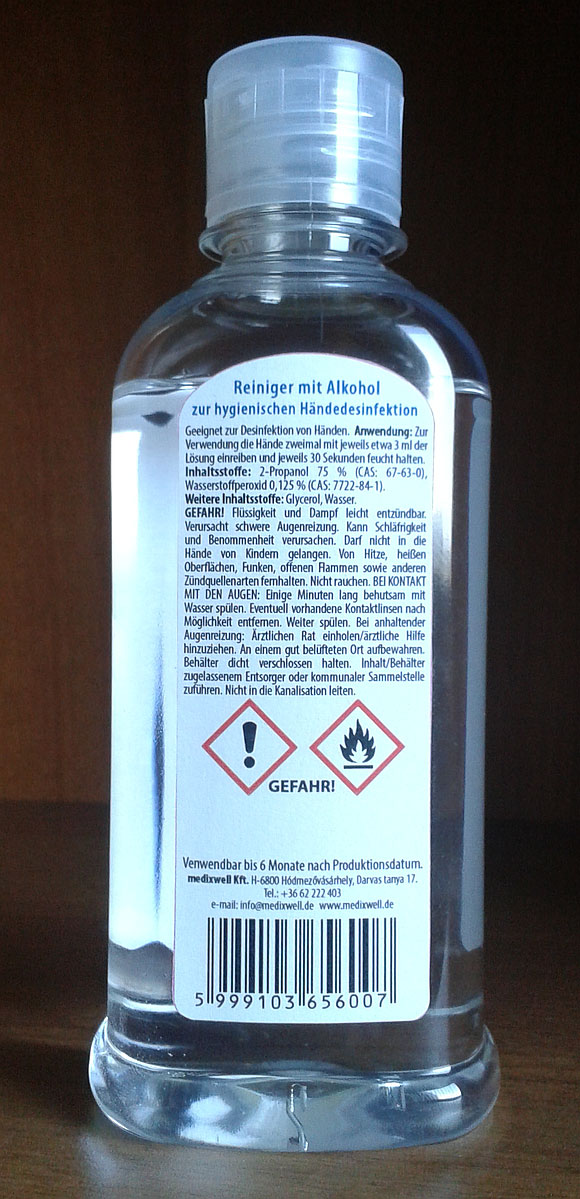 Reiniger mit Alkohol
zur hygienischen Händedesinfektion
Geeignet zur Desinfektion von Händen. Anwendung: Zur
Verwendung die Hände zweimal mit jeweils etwa 3 ml der
Lösung einreiben und jeweils 30 Sekunden feucht halten.
Inhaltsstoffe: 2-Propanol 75 % (CAS: 67-63-0),
Wasserstoffperoxid 0,125 % (CAS: 7722-84-1).
Weitere Inhaltsstoffe: Glycerol, Wasser.
GEFAHR! Flüssigkeit und Dampf leicht entzündbar.
Verursacht schwere Augenreizung. Kann Schläfrigkeit
und Benommenheit verursachen. Darf nicht in die
Hände von Kindern gelangen. Von Hitze, heißen
Oberflächen, Funken, offenen Flammen sowie anderen
Zündquellenarten fernhalten. Nicht rauchen. BEI KONTAKT
MIT DEN AUGEN: Einige Minuten lang behutsam mit
Wasser spülen. Eventuell vorhandene Kontaktlinsen nach
Möglichkeit entfernen. Weiter spülen. Bei anhaltender
Augenreizung: Ärztlichen Rat einholen/ärztliche Hilfe
hinzuziehen. An einem gut belüfteten Ort aufbewahren.
Behälter dicht verschlossen halten. Inhalt/Behälter
zugelassenem Entsorger oder kommunaler Sammelstelle
zuführen. Nicht in die Kanalisation leiten.
GEFAHR!
Verwendbar bis 6 Monate nach Produktionsdatum.
medixwell Kft. H-6800 Hódmezővásárhely, Darvas tanya 17.
Tel.: +36 62 222 403
e-mail: info@medixwell.de www.medixwell.de
5 999103 656007